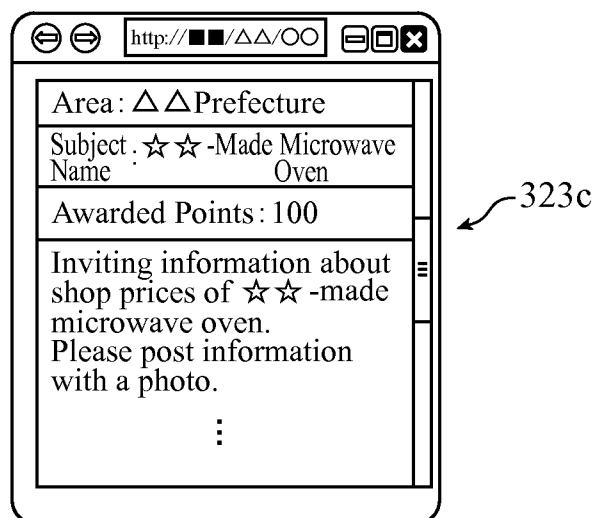 http://■■/△△/○○
Area : △△Prefecture
Subject Name : ☆☆-Made Microwave
Oven
Awarded Points : 100
Inviting information about
shop prices of ☆☆-made
microwave oven.
Please post information
with a photo.
⋮
323c